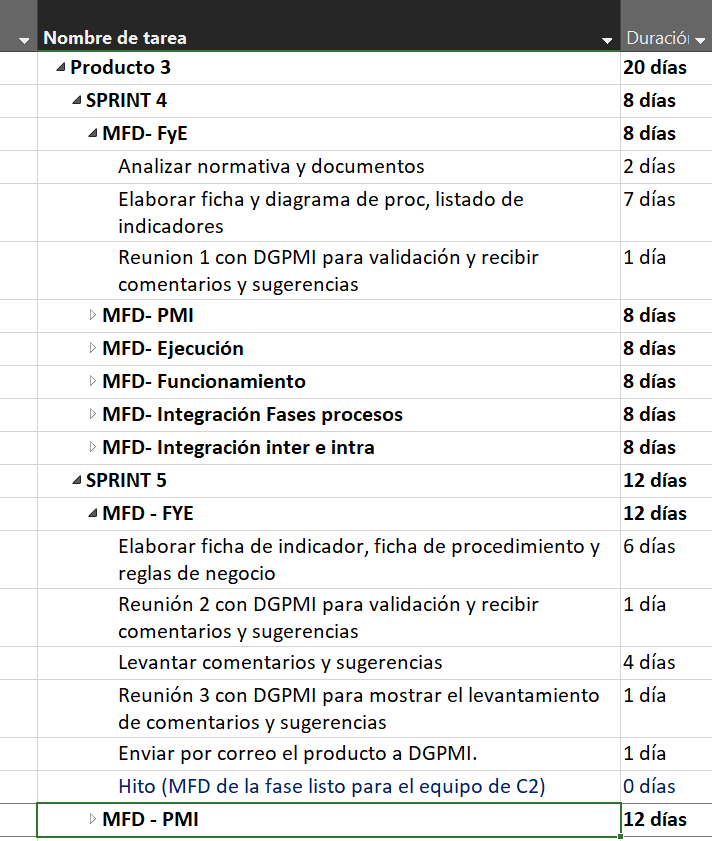 Nombre de tarea Duración
Producto 3 20 días
SPRINT 4 8 días
MFD- FyE 8 días
Analizar normativa y documentos 2 días
Elaborar ficha y diagrama de proc, listado de 7 días
indicadores
Reunion 1 con DGPMI para validación y recibir 1 día
comentarios y sugerencias
MFD- PMI 8 días
MFD- Ejecución 8 días
MFD- Funcionamiento 8 días
MFD- Integración Fases procesos 8 días
MFD- Integración inter e intra 8 días
SPRINT 5 12 días
MFD - FYE 12 días
Elaborar ficha de indicador, ficha de procedimiento y 6 días
reglas de negocio
Reunión 2 con DGPMI para validación y recibir 1 día
comentarios y sugerencias
Levantar comentarios y sugerencias 4 días
Reunión 3 con DGPMI para mostrar el levantamiento 1 día
de comentarios y sugerencias
Enviar por correo el producto a DGPMI. 1 día
Hito (MFD de la fase listo para el equipo de C2) 0 días
MFD - PMI 12 días